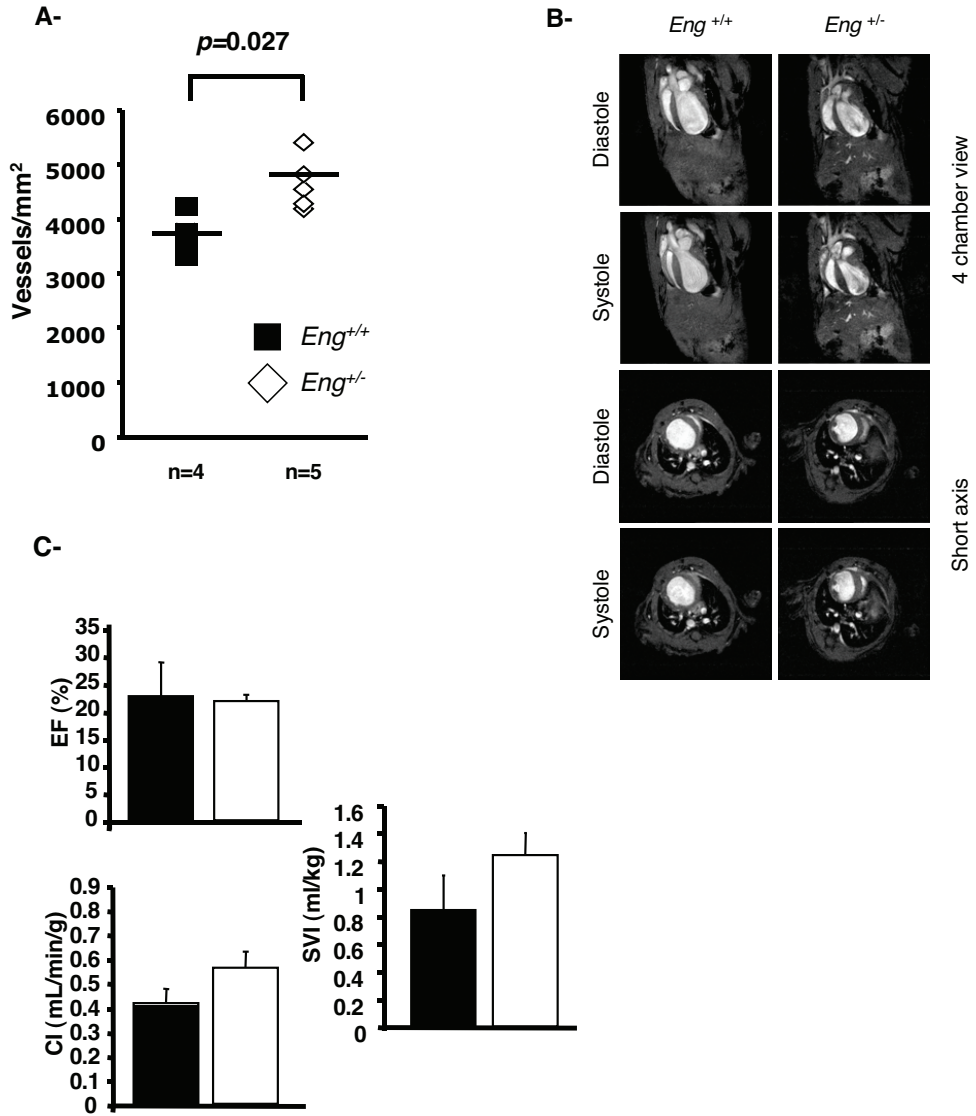 A-
p=0.027
Vessels/mm²
6000
5000
4000
3000
2000
1000
0
Eng+/+
Eng+/-
n=4
n=5
B-
Eng +/+
Eng +/-
Diastole
Systole
4 chamber view
Diastole
Systole
Short axis
C-
EF (%)
35
30
25
20
15
10
5
0
CI (mL/min/g)
0.9
0.8
0.7
0.6
0.5
0.4
0.3
0.2
0.1
0
SVI (ml/kg)
1.6
1.4
1.2
1
0.8
0.6
0.4
0.2
0